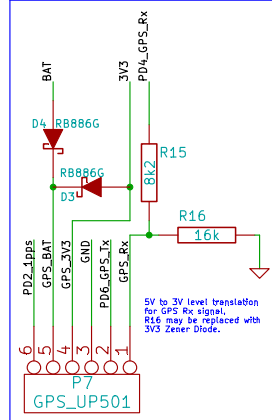 BAT
3V3
PD4_GPS_Rx
D4 RB886G
R15
8k2
RB886G
D3
R16
16k
PD2_1pps
GPS_BAT
GPS_3V3
GND
PD6_GPS_Tx
GPS_Rx
5V to 3V level translation
for GPS Rx signal,
R16 may be replaced with
3V3 Zener Diode.
6 5 4 3 2 1
P7
GPS_UP501